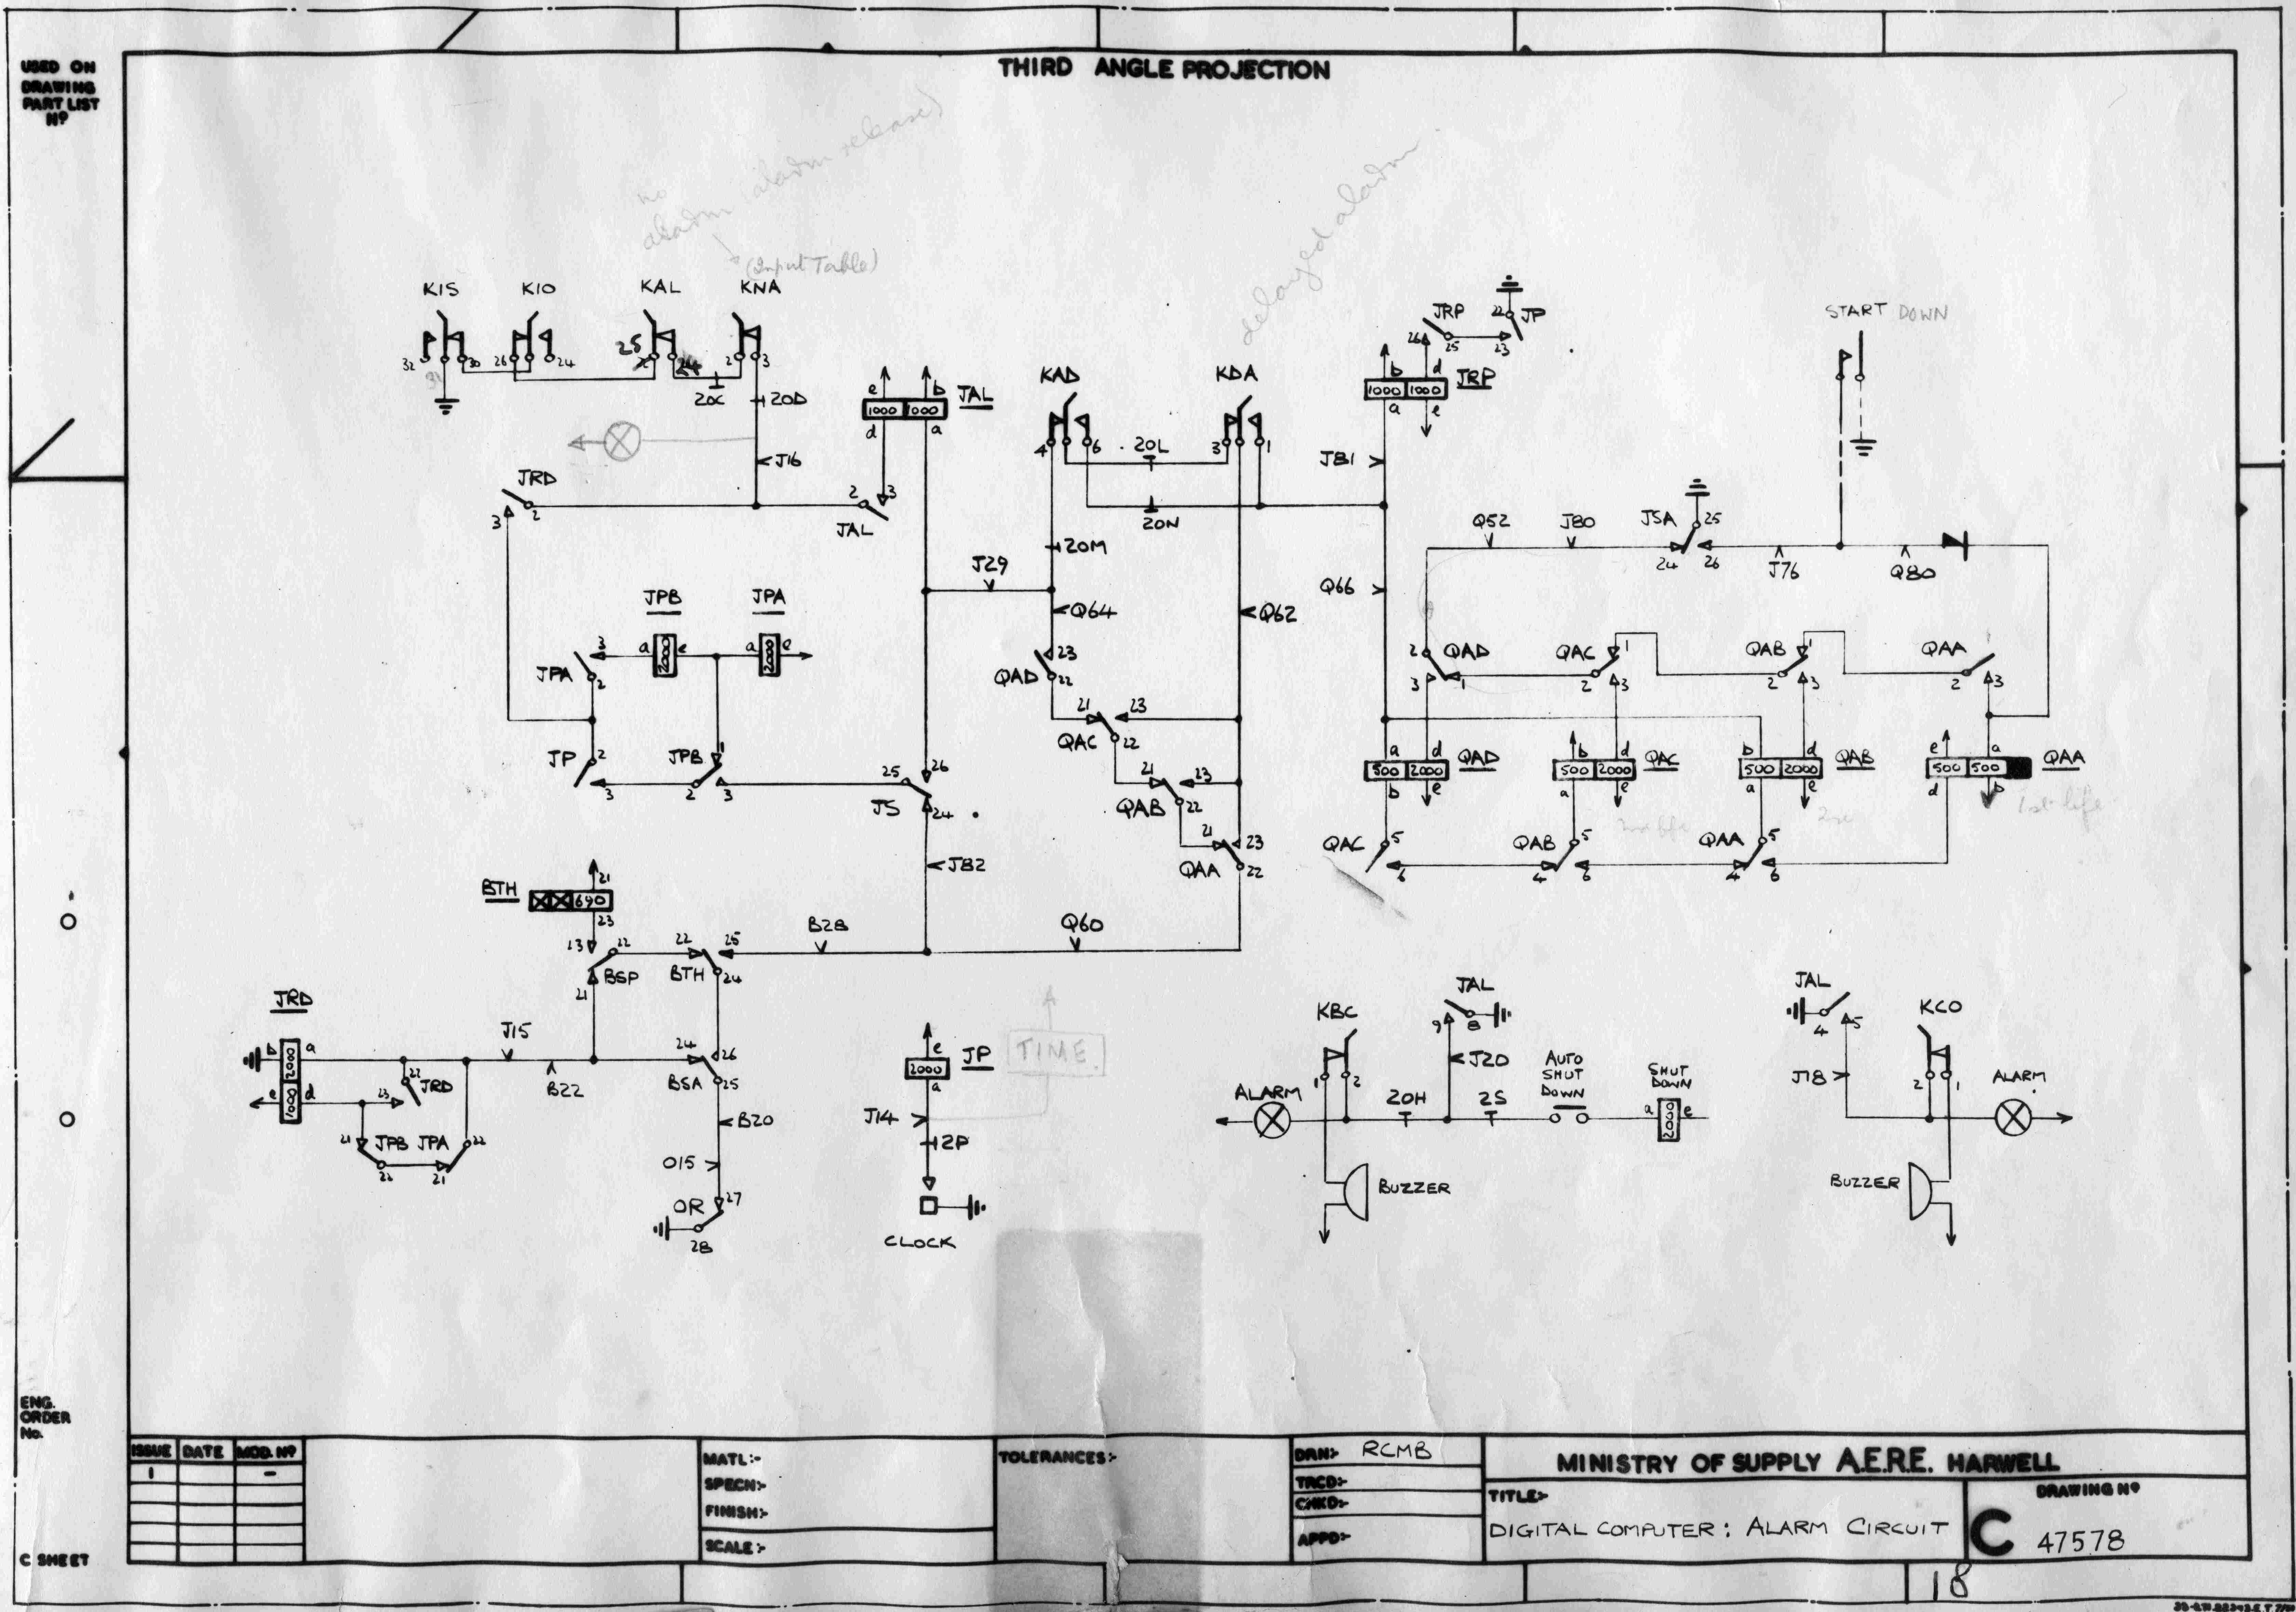 USED ON
DRAWING
PART LIST
Nº
THIRD ANGLE PROJECTION
no
alarm (alarm release)
(Input Table)
delayed alarm
KIS KIO KAL KNA
32 31 30 26 24 25 24 2 3
20C
20D
J16
JRD
3 2
e b
1000 1000 JAL
d a
2 3
JAL
KAD KDA
4 6 20L 3 1
20N
20M
J29
Q64
Q62
JRP 22 JP
26 25 23
b d
1000 1000 JRP
a e
J81
Q66
START DOWN
Q52 J80 JSA 25
24 26 J76 Q80
JPB JPA
3 a 2000 e a 2000 e
JPA 2
JP 2 JPB 1
3 2 3
25 26
JS 24
J82
23
QAD 22
21 23
QAC 22
21 23
QAB 22
21 23
QAA 22
2 QAD QAC 1 QAB 1 QAA
3 1 2 3 2 3 2 3
a d b d b d e a
500 2000 QAD 500 2000 QAC 500 2000 QAB 500 500 QAA
b e a e a e d b
1st life
QAC 5 QAB 5 QAA 5
6 4 6 4 6
BTH 21
690
23
23 22 22 25 B28 Q60
BSP BTH 24
21
JRD
b 2000 a J15 24 26
22 JRD B22 BSA 25
e 1000 d 23
21 JPB JPA 22
22 21
B20
O15
OR 27
28
e
2000 JP
a
TIME
J14
2P
CLOCK
KBC JAL
9 8
1 2 J20
ALARM 20H 2S
AUTO
SHUT
DOWN
SHUT
DOWN
a 2000 e
BUZZER
JAL KCO
4 5
J18 2 1 ALARM
BUZZER
ENG.
ORDER
No.
C SHEET
ISSUE DATE MOD. Nº
1 -
MATL:-
SPECN:-
FINISH:-
SCALE:-
TOLERANCES:-
DRN:- RCMB
TRCD:-
CHKD:-
APPD:-
MINISTRY OF SUPPLY A.E.R.E. HARWELL
TITLE:-
DIGITAL COMPUTER: ALARM CIRCUIT
DRAWING Nº
C 47578
18